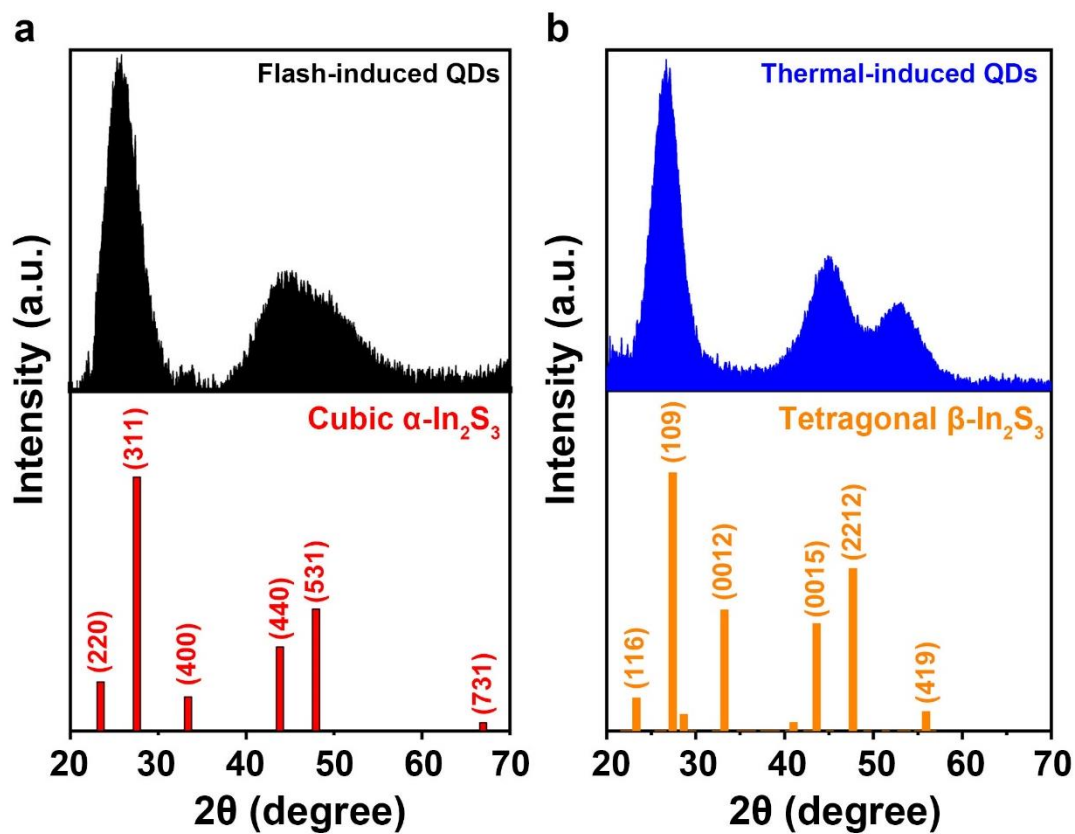 a
Flash-induced QDs
Intensity (a.u.)
Cubic α-In₂S₃
(220)
(311)
(400)
(440)
(531)
(731)
20 30 40 50 60 70
2θ (degree)
b
Thermal-induced QDs
Intensity (a.u.)
Tetragonal β-In₂S₃
(116)
(109)
(0012)
(0015)
(2212)
(419)
20 30 40 50 60 70
2θ (degree)